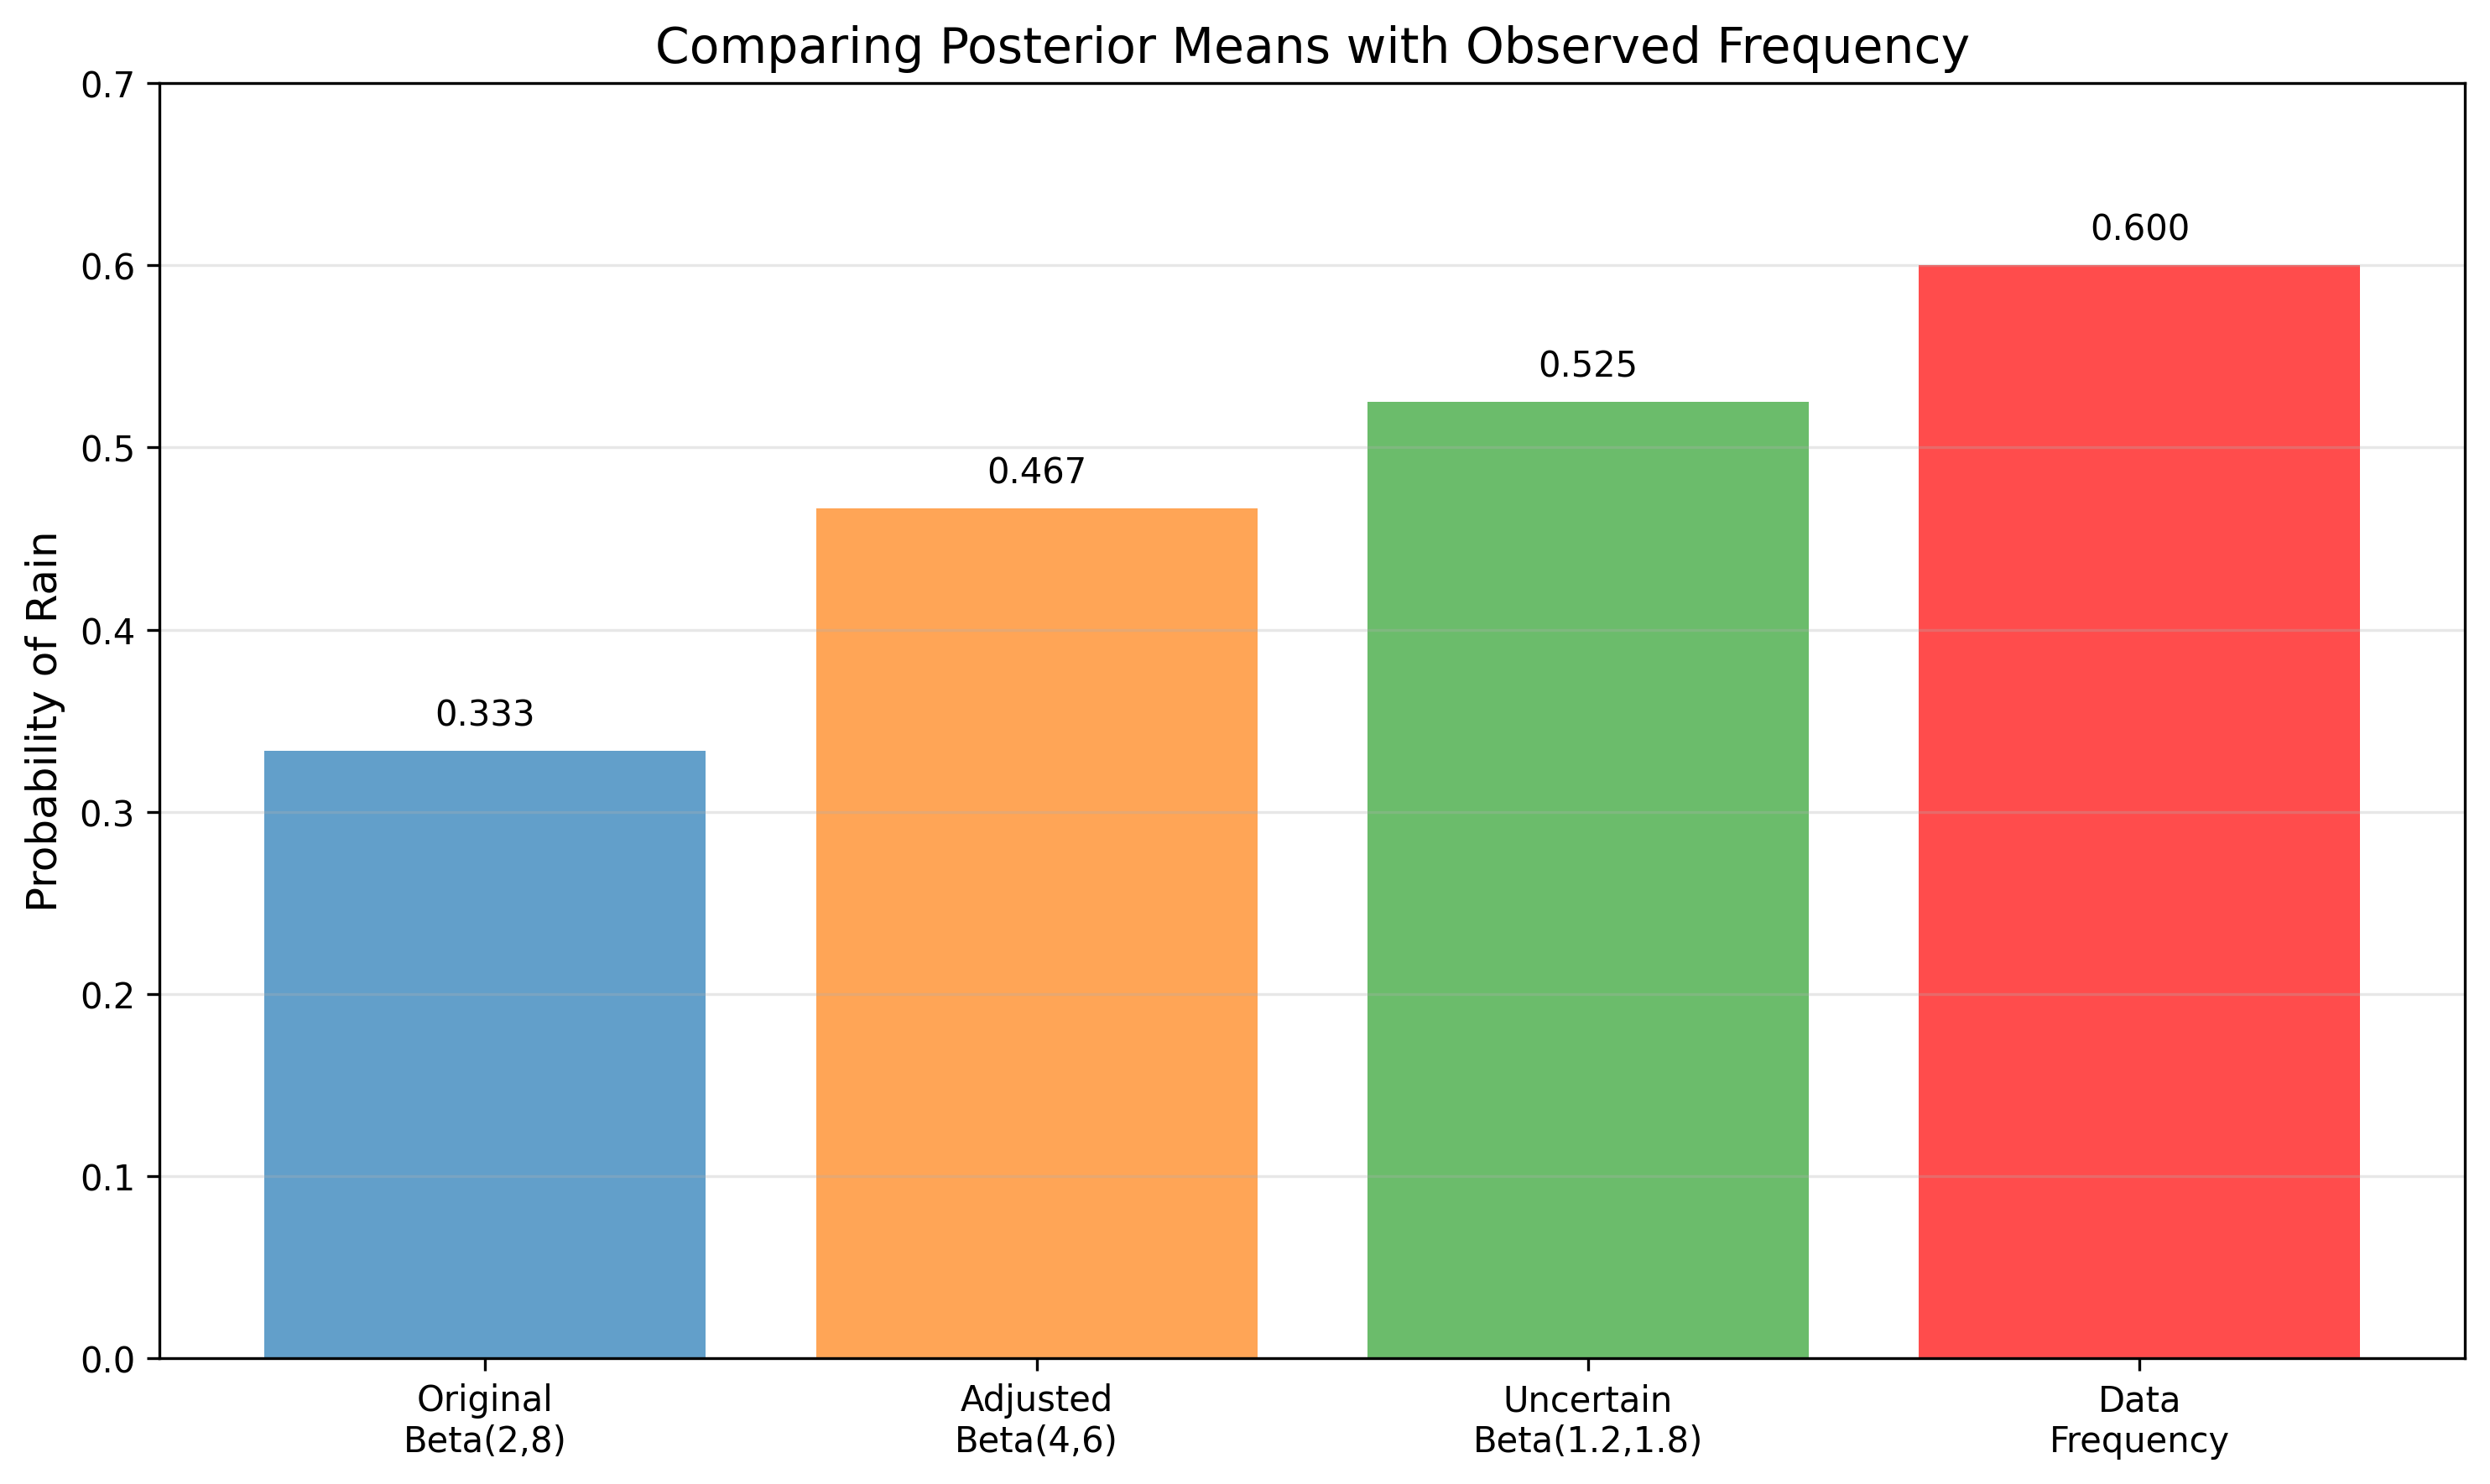 Comparing Posterior Means with Observed Frequency
Probability of Rain
0.7
0.6
0.5
0.4
0.3
0.2
0.1
0.0
0.333
0.467
0.525
0.600
Original
Beta(2,8)
Adjusted
Beta(4,6)
Uncertain
Beta(1.2,1.8)
Data
Frequency